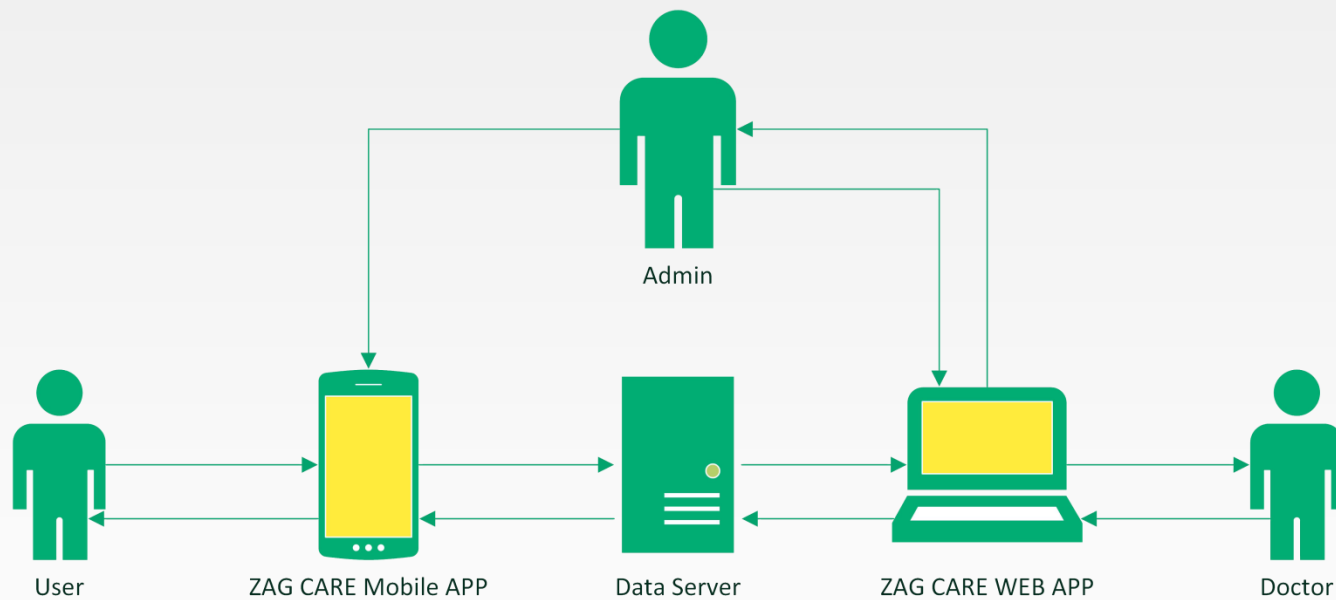 Admin
User
ZAG CARE Mobile APP
Data Server
ZAG CARE WEB APP
Doctor